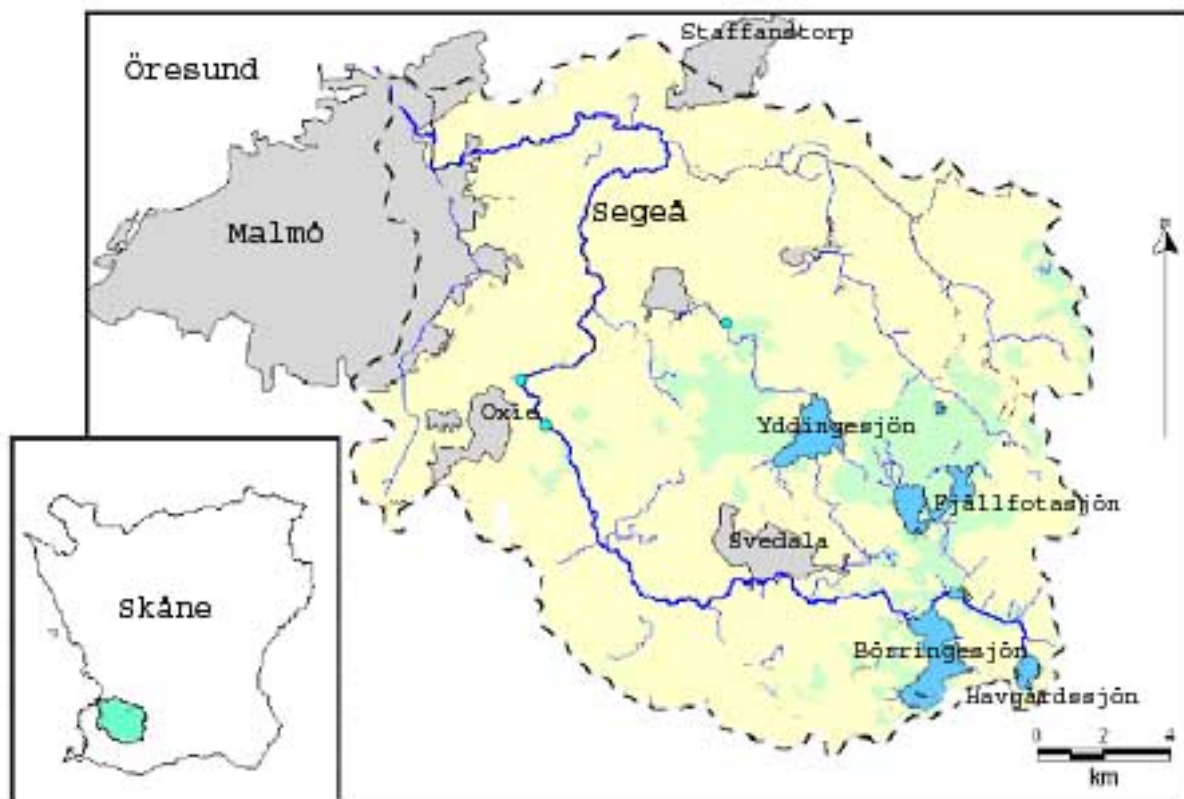 Staffanstorp
Öresund
Segeå
Malmö
Oxie
Yddingesjön
Fjällfotasjön
Svedala
Skåne
Börringesjön
Havgårdssjön
0 2 4
km